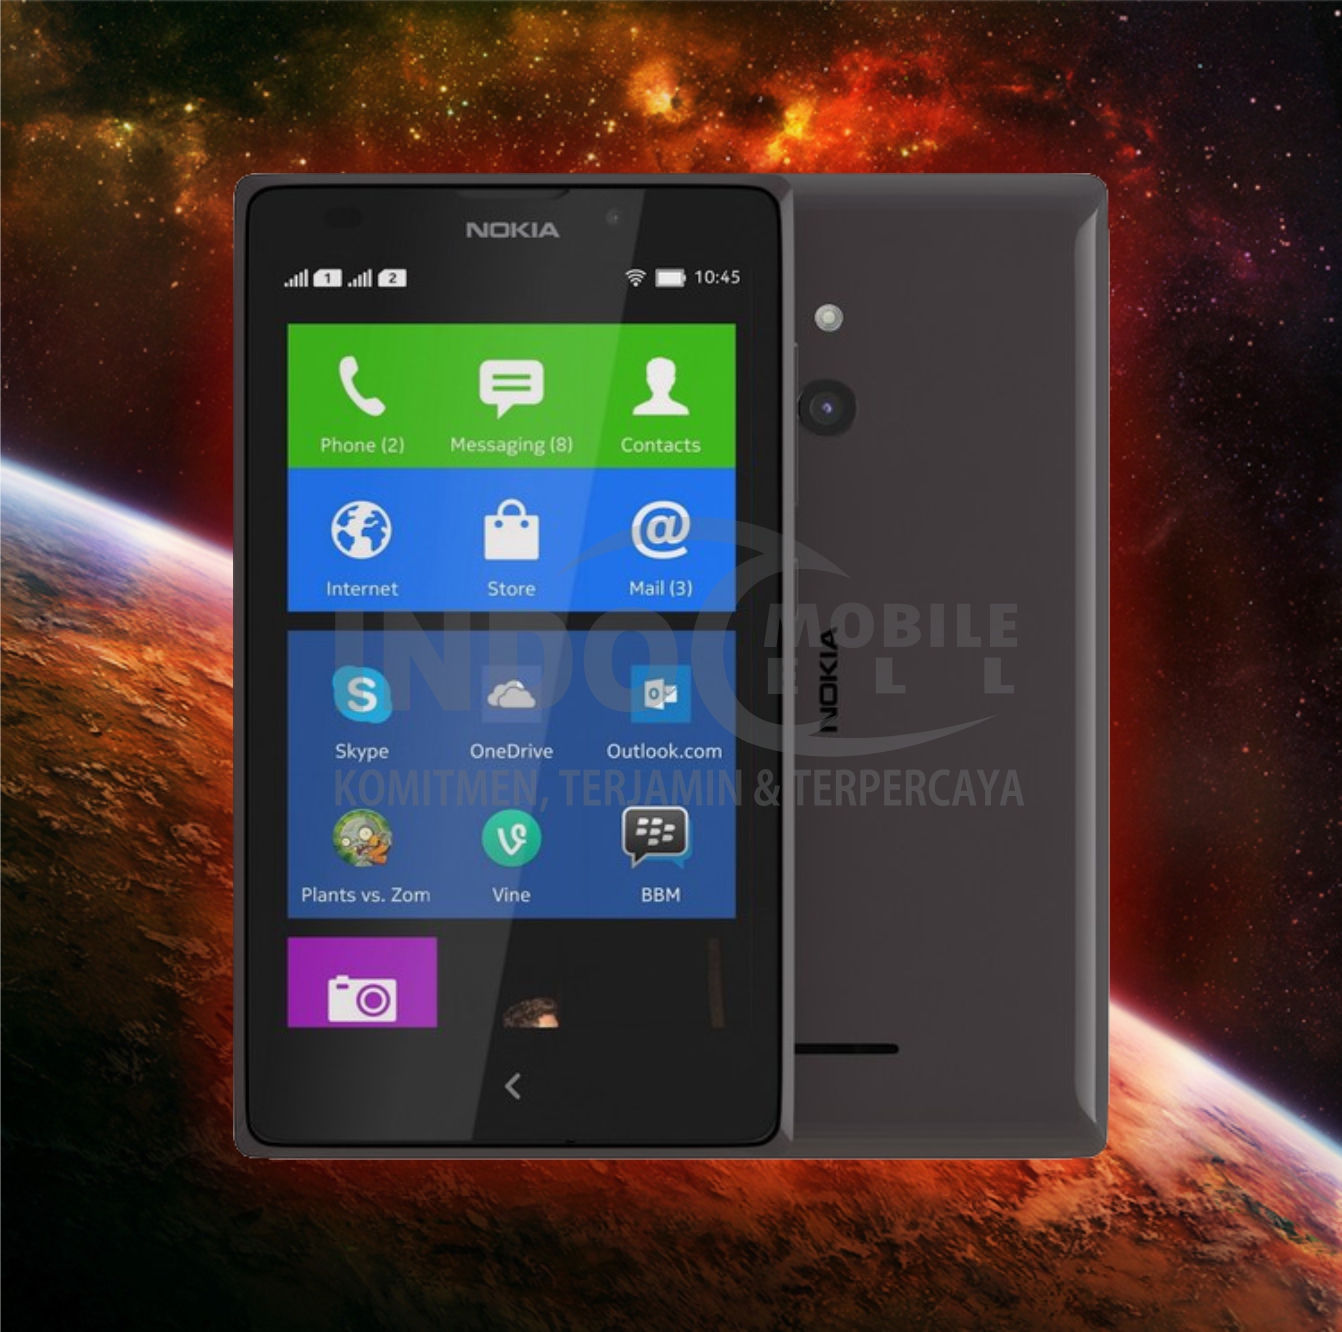 NOKIA
1 2 10:45
Phone (2) Messaging (8) Contacts
Internet Store Mail (3)
INDO MOBILE
CELL
NOKIA
Skype OneDrive Outlook.com
KOMITMEN, TERJAMIN & TERPERCAYA
Plants vs. Zom Vine BBM